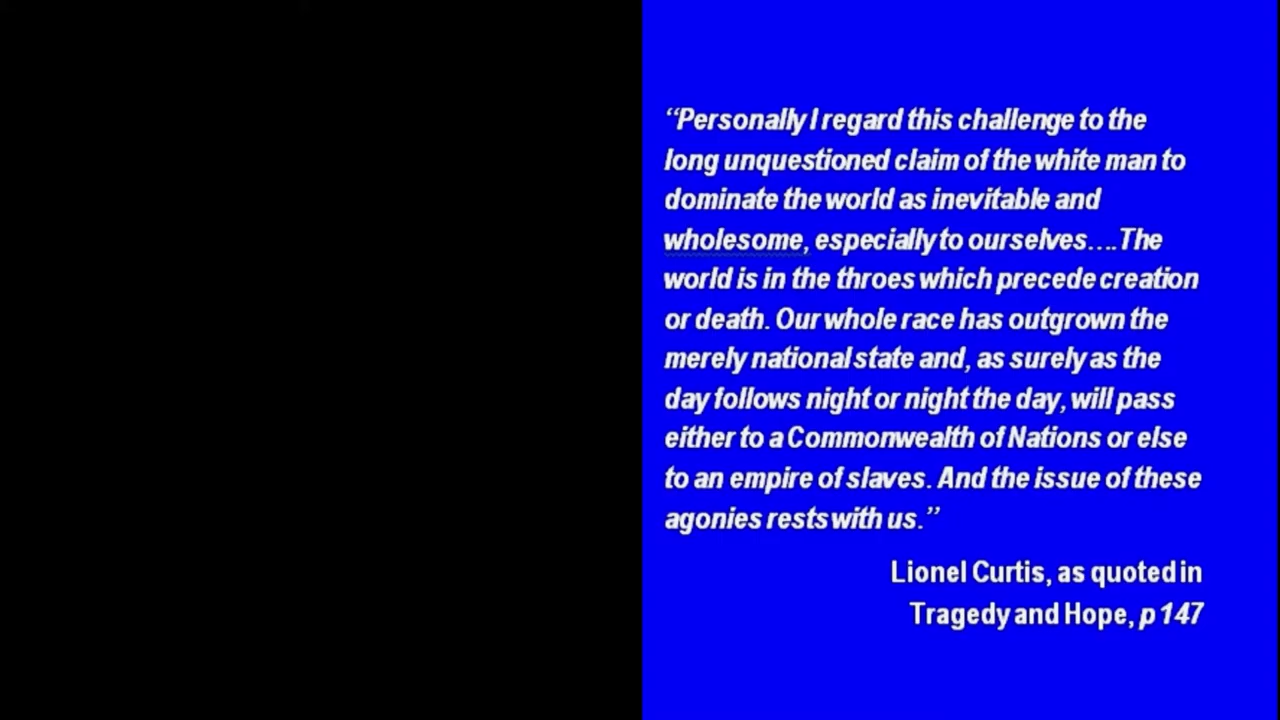 “Personally I regard this challenge to the
long unquestioned claim of the white man to
dominate the world as inevitable and
wholesome, especially to ourselves….The
world is in the throes which precede creation
or death. Our whole race has outgrown the
merely national state and, as surely as the
day follows night or night the day, will pass
either to a Commonwealth of Nations or else
to an empire of slaves. And the issue of these
agonies rests with us.”
Lionel Curtis, as quoted in
Tragedy and Hope, p 147